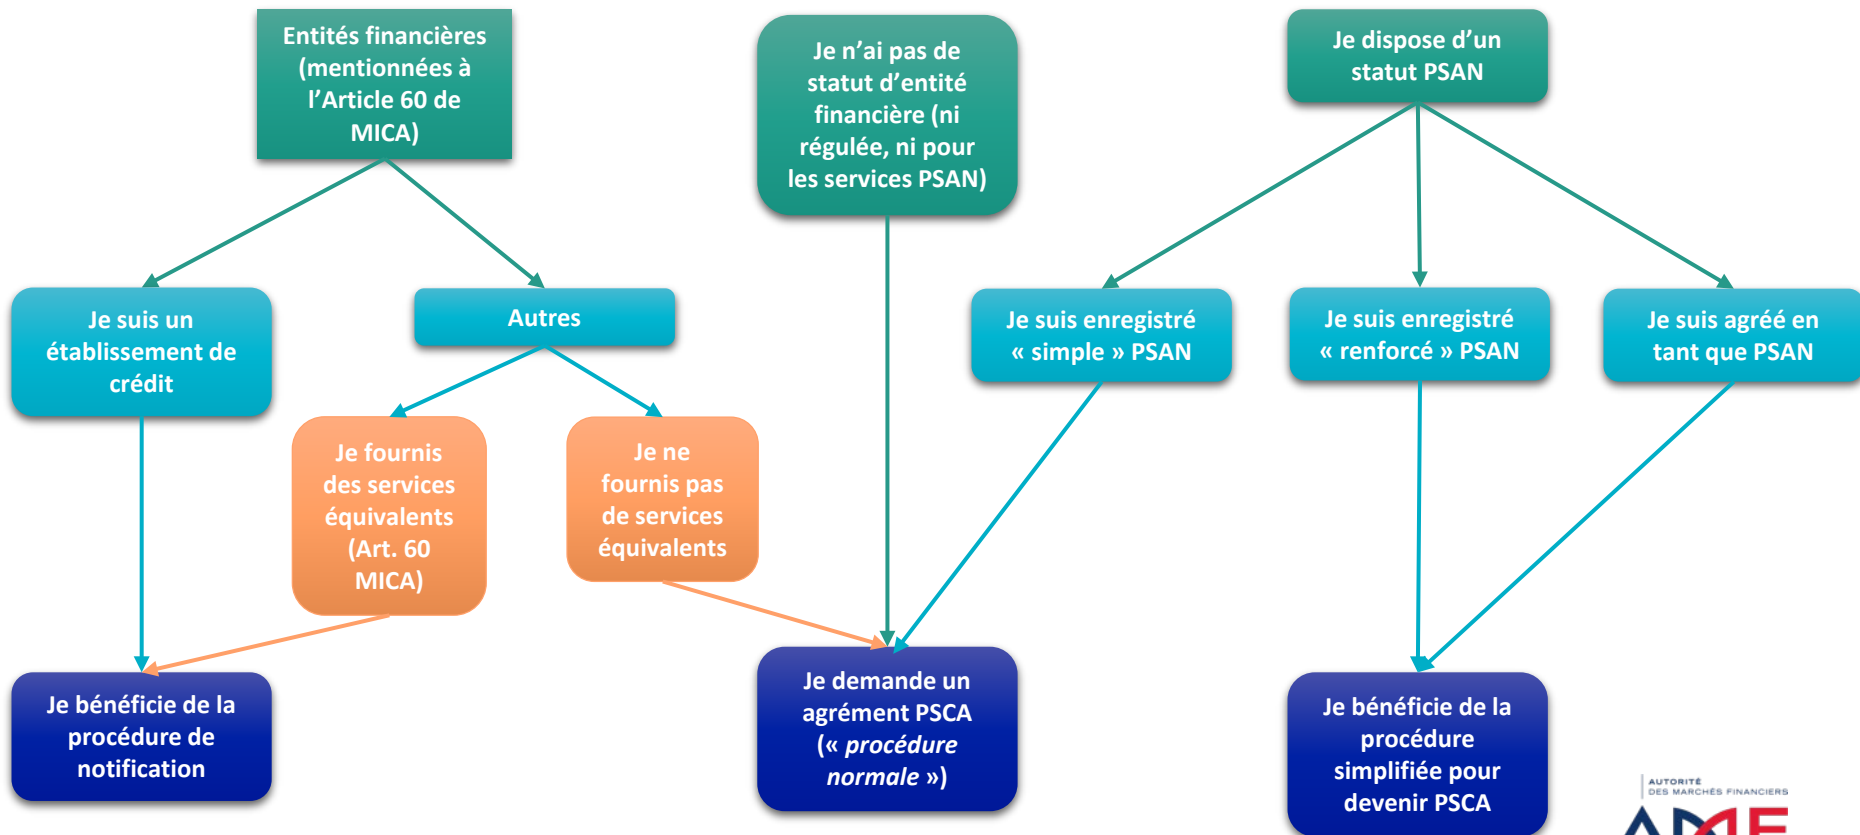 Entités financières
(mentionnées à
l’Article 60 de
MICA)
Je n’ai pas de
statut d’entité
financière (ni
régulée, ni pour
les services PSAN)
Je dispose d’un
statut PSAN
Je suis un
établissement de
crédit
Autres
Je suis enregistré
« simple » PSAN
Je suis enregistré
« renforcé » PSAN
Je suis agréé en
tant que PSAN
Je fournis
des services
équivalents
(Art. 60
MICA)
Je ne
fournis pas
de services
équivalents
Je bénéficie de la
procédure de
notification
Je demande un
agrément PSCA
(« procédure
normale »)
Je bénéficie de la
procédure
simplifiée pour
devenir PSCA
AUTORITÉ
DES MARCHÉS FINANCIERS
AMF